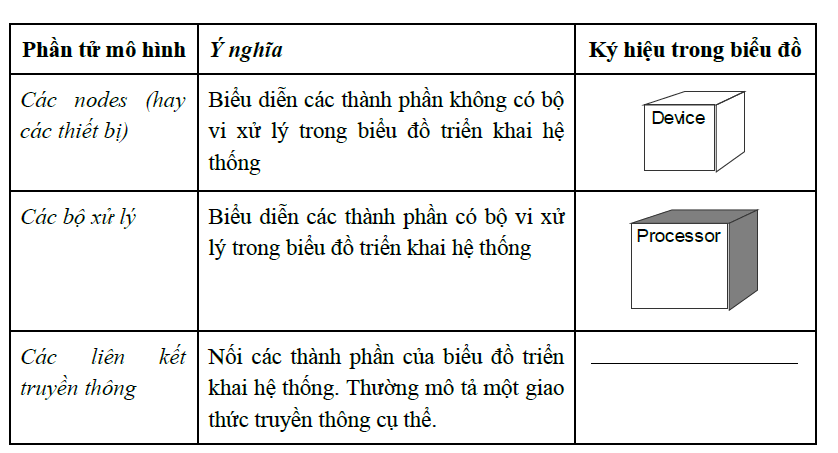 Phần tử mô hình
Ý nghĩa
Ký hiệu trong biểu đồ
Các nodes (hay
các thiết bị)
Biểu diễn các thành phần không có bộ
vi xử lý trong biểu đồ triển khai hệ
thống
Device
Các bộ xử lý
Biểu diễn các thành phần có bộ vi xử
lý trong biểu đồ triển khai hệ thống
Processor
Các liên kết
truyền thông
Nối các thành phần của biểu đồ triển
khai hệ thống. Thường mô tả một giao
thức truyền thông cụ thể.